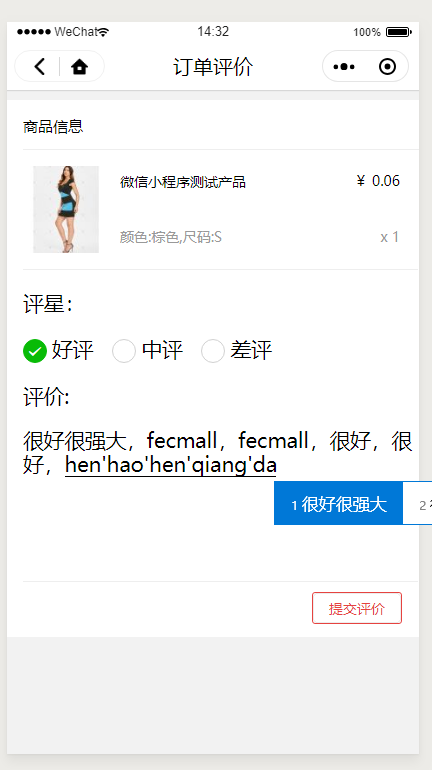 WeChat 14:32 100%
订单评价
商品信息
微信小程序测试产品 ¥ 0.06
颜色:棕色,尺码:S x 1
评星：
好评 中评 差评
评价:
很好很强大，fecmall，fecmall，很好，很
好，hen'hao'hen'qiang'da
1 很好很强大 2
提交评价